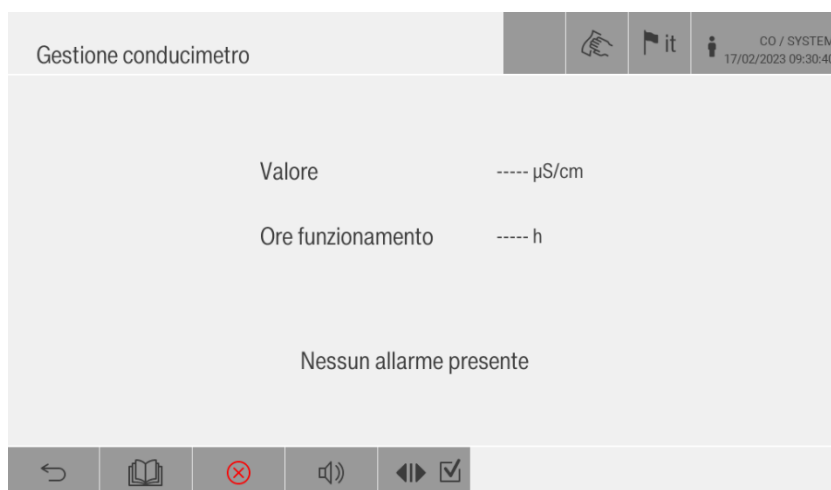 Gestione conducimetro
it
CO / SYSTEM
17/02/2023 09:30:40
Valore ----- µS/cm
Ore funzionamento ----- h
Nessun allarme presente